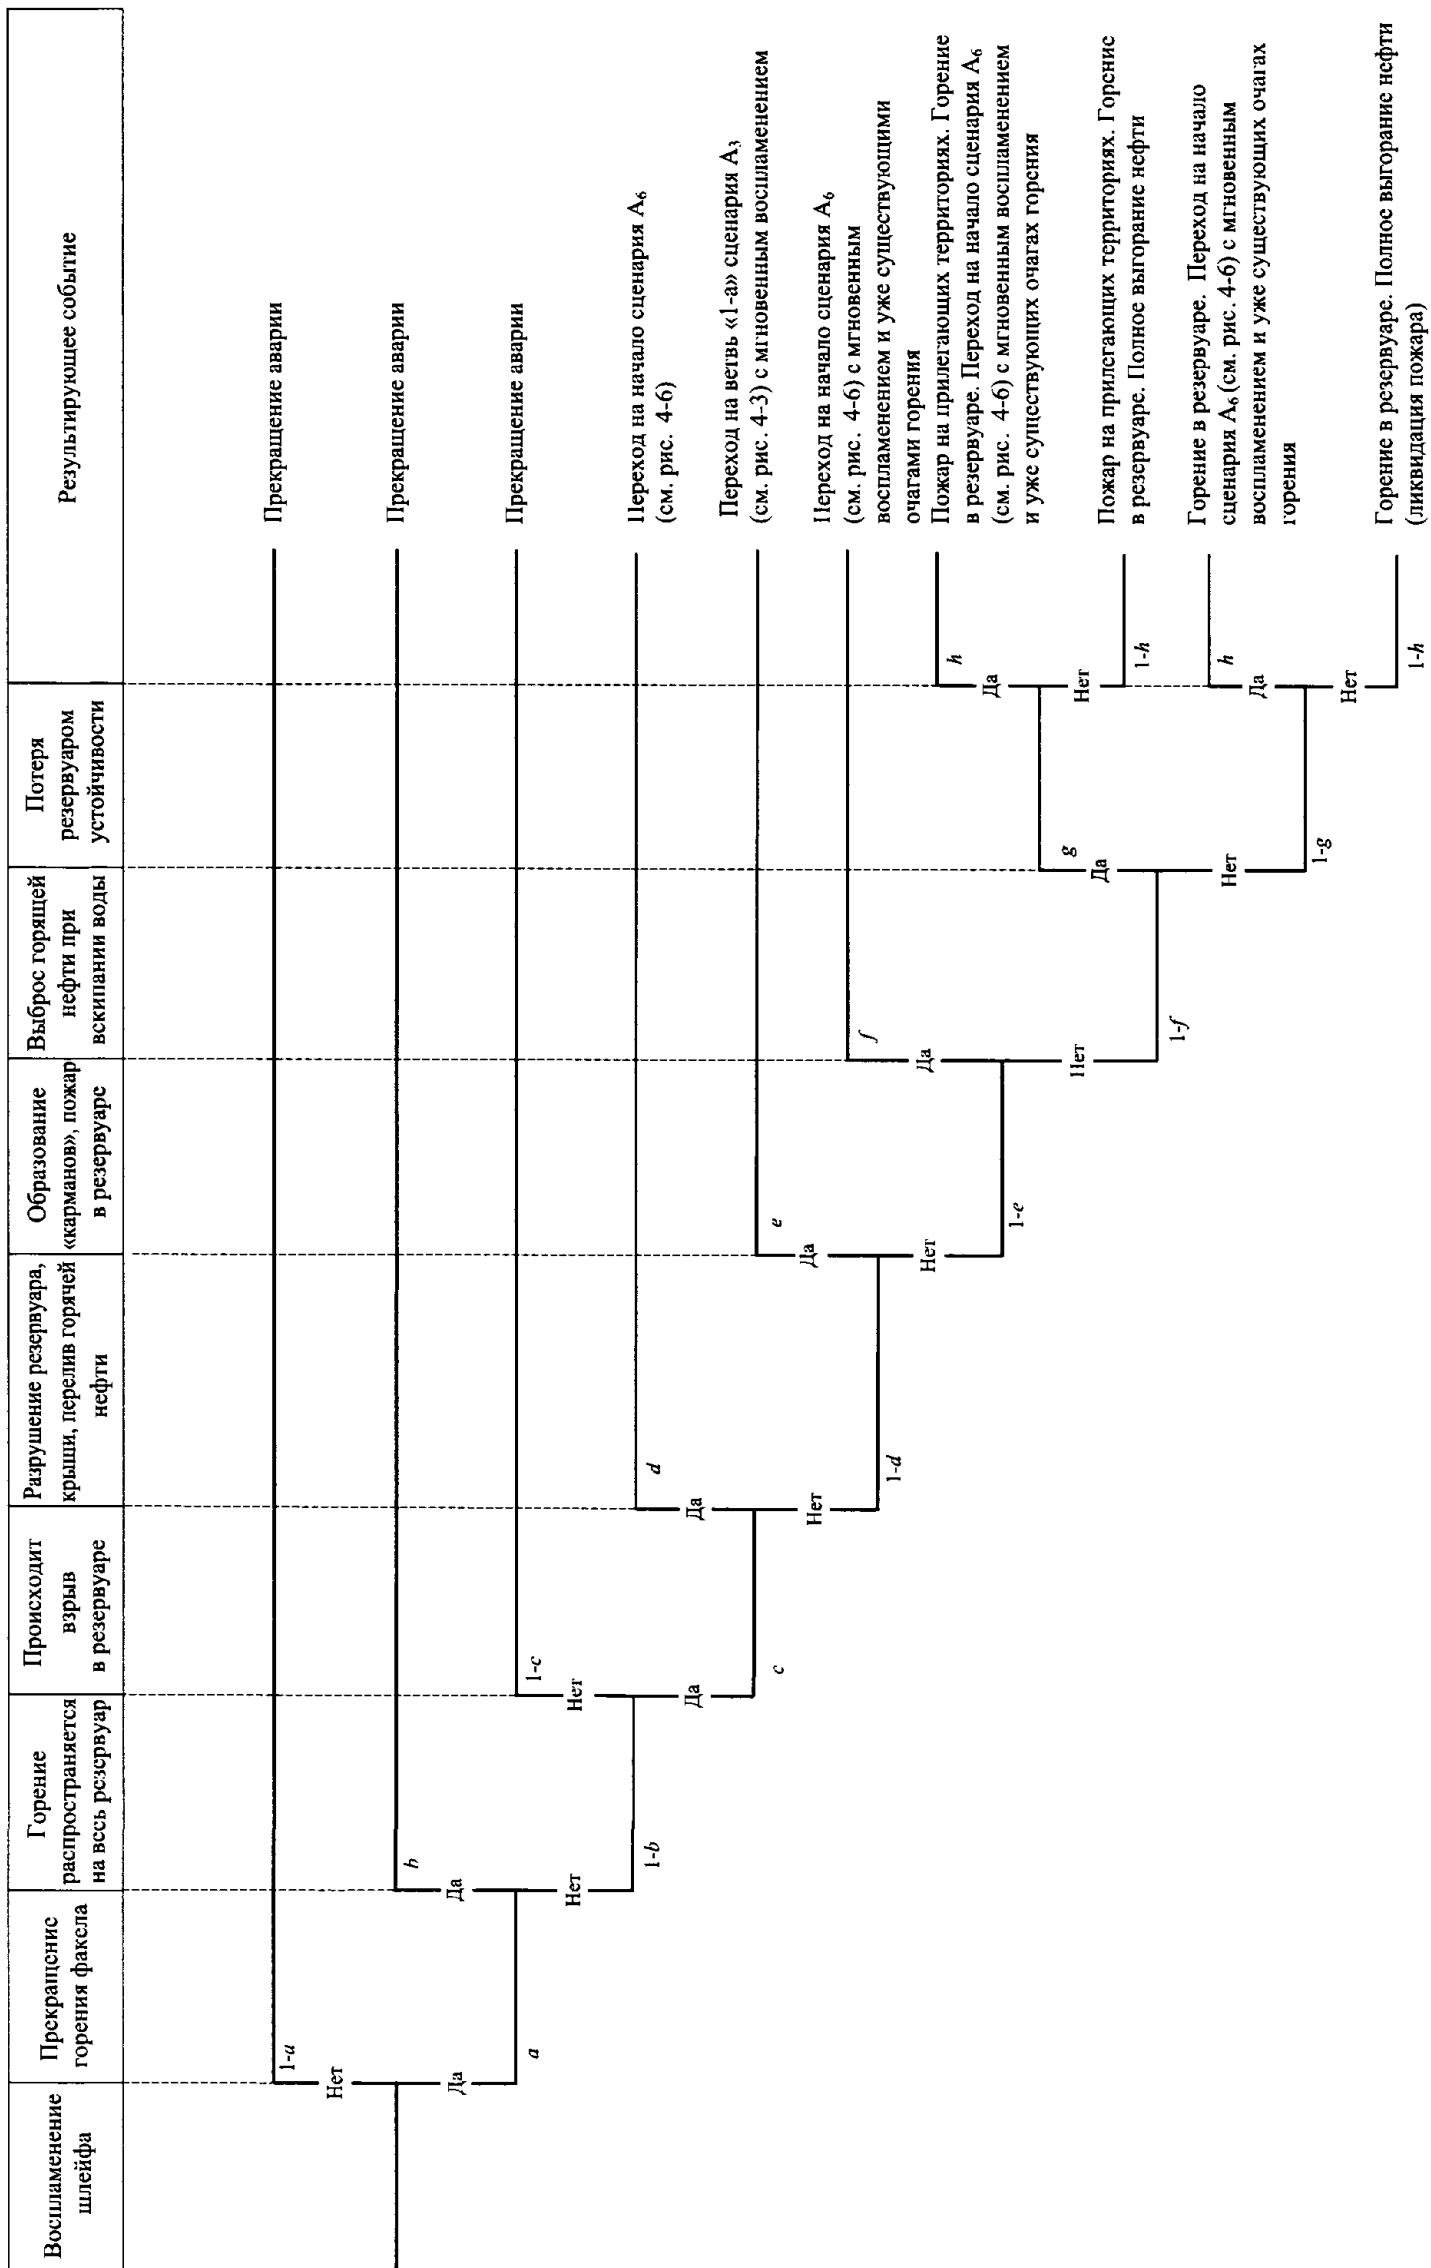 Воспламенение
шлейфа
Прекращение
горения факела
Горение
распространяется
на весь резервуар
Происходит
взрыв
в резервуаре
Разрушение резервуара,
крыши, перелив горячей
нефти
Образование
«карманов», пожар
в резервуаре
Выброс горящей
нефти при
вскипании воды
Потеря
резервуаром
устойчивости
Результирующее событие
Нет
1-a
Да
a
Прекращение аварии
Да
b
Нет
1-b
Прекращение аварии
Нет
1-c
Да
c
Прекращение аварии
Да
d
Нет
1-d
Переход на начало сценария А₆
(см. рис. 4-6)
Да
e
Нет
1-e
Переход на ветвь «1-а» сценария А₃
(см. рис. 4-3) с мгновенным воспламенением
Да
f
Нет
1-f
Переход на начало сценария А₆
(см. рис. 4-6) с мгновенным
воспламенением и уже существующими
очагами горения
Да
g
Нет
1-g
Да
h
Нет
1-h
Пожар на прилегающих территориях. Горение
в резервуаре. Переход на начало сценария А₆
(см. рис. 4-6) с мгновенным воспламенением
и уже существующих очагах горения
Пожар на прилегающих территориях. Горение
в резервуаре. Полное выгорание нефти
Да
h
Нет
1-h
Горение в резервуаре. Переход на начало
сценария А₆ (см. рис. 4-6) с мгновенным
воспламенением и уже существующих очагах
горения
Горение в резервуаре. Полное выгорание нефти
(ликвидация пожара)